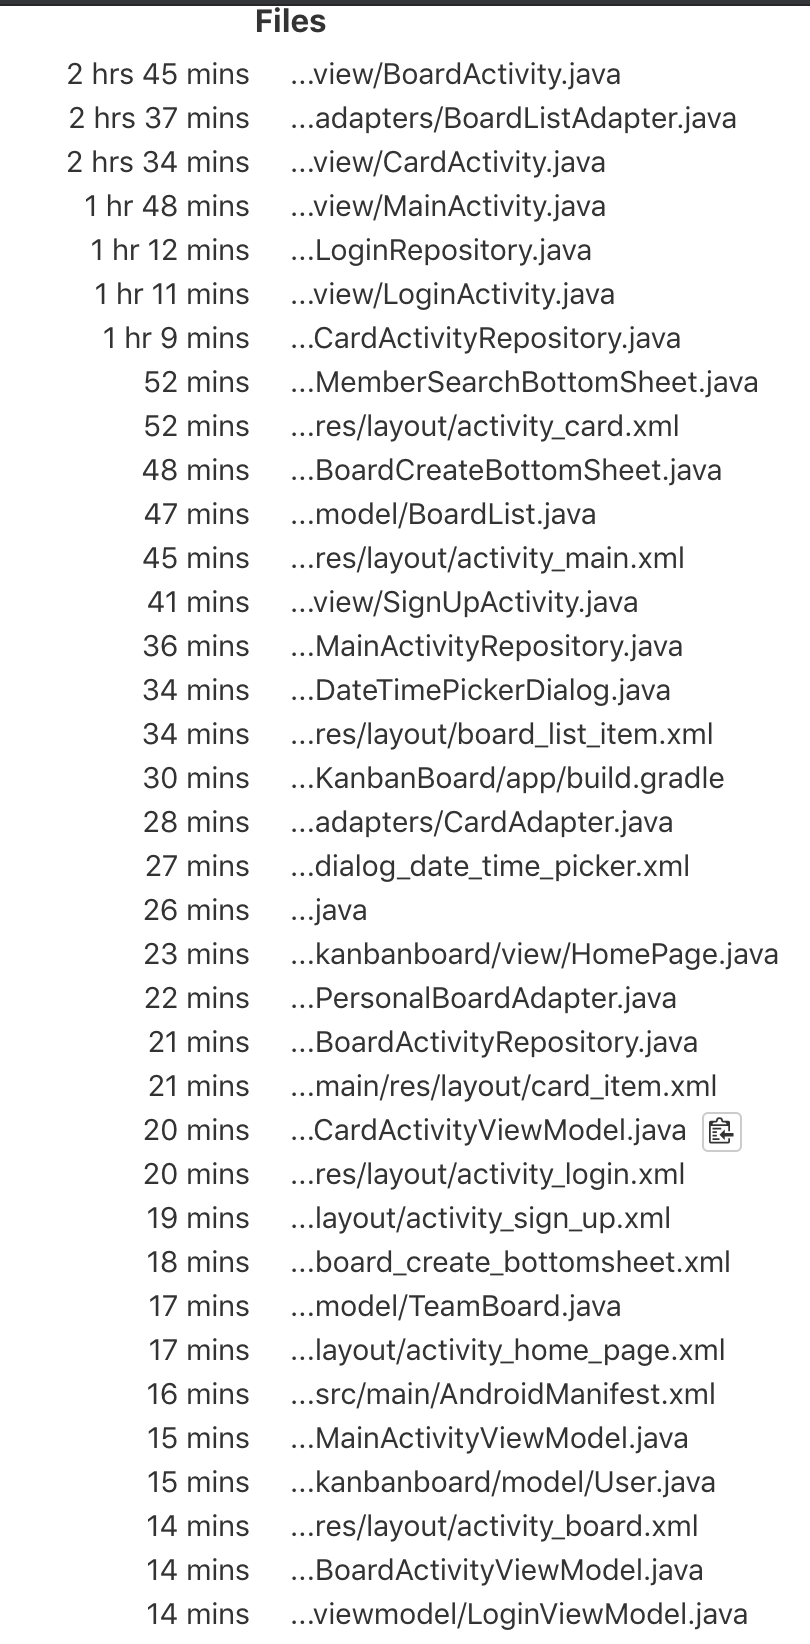 Files
2 hrs 45 mins ...view/BoardActivity.java
2 hrs 37 mins ...adapters/BoardListAdapter.java
2 hrs 34 mins ...view/CardActivity.java
1 hr 48 mins ...view/MainActivity.java
1 hr 12 mins ...LoginRepository.java
1 hr 11 mins ...view/LoginActivity.java
1 hr 9 mins ...CardActivityRepository.java
52 mins ...MemberSearchBottomSheet.java
52 mins ...res/layout/activity_card.xml
48 mins ...BoardCreateBottomSheet.java
47 mins ...model/BoardList.java
45 mins ...res/layout/activity_main.xml
41 mins ...view/SignUpActivity.java
36 mins ...MainActivityRepository.java
34 mins ...DateTimePickerDialog.java
34 mins ...res/layout/board_list_item.xml
30 mins ...KanbanBoard/app/build.gradle
28 mins ...adapters/CardAdapter.java
27 mins ...dialog_date_time_picker.xml
26 mins ...java
23 mins ...kanbanboard/view/HomePage.java
22 mins ...PersonalBoardAdapter.java
21 mins ...BoardActivityRepository.java
21 mins ...main/res/layout/card_item.xml
20 mins ...CardActivityViewModel.java
20 mins ...res/layout/activity_login.xml
19 mins ...layout/activity_sign_up.xml
18 mins ...board_create_bottomsheet.xml
17 mins ...model/TeamBoard.java
17 mins ...layout/activity_home_page.xml
16 mins ...src/main/AndroidManifest.xml
15 mins ...MainActivityViewModel.java
15 mins ...kanbanboard/model/User.java
14 mins ...res/layout/activity_board.xml
14 mins ...BoardActivityViewModel.java
14 mins ...viewmodel/LoginViewModel.java